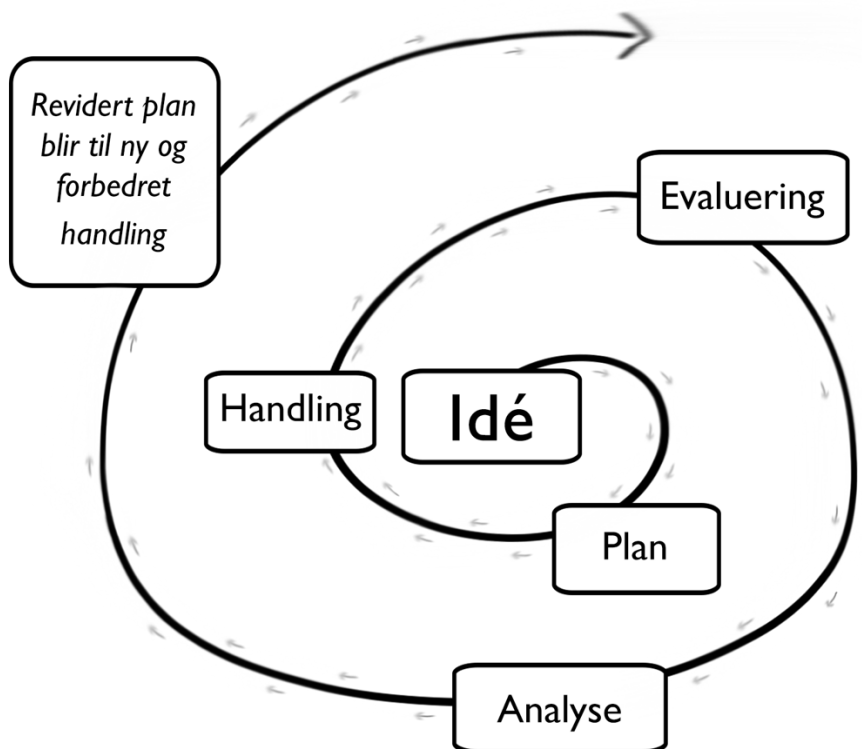 Revidert plan
blir til ny og
forbedret
handling
Evaluering
Handling
Idé
Plan
Analyse